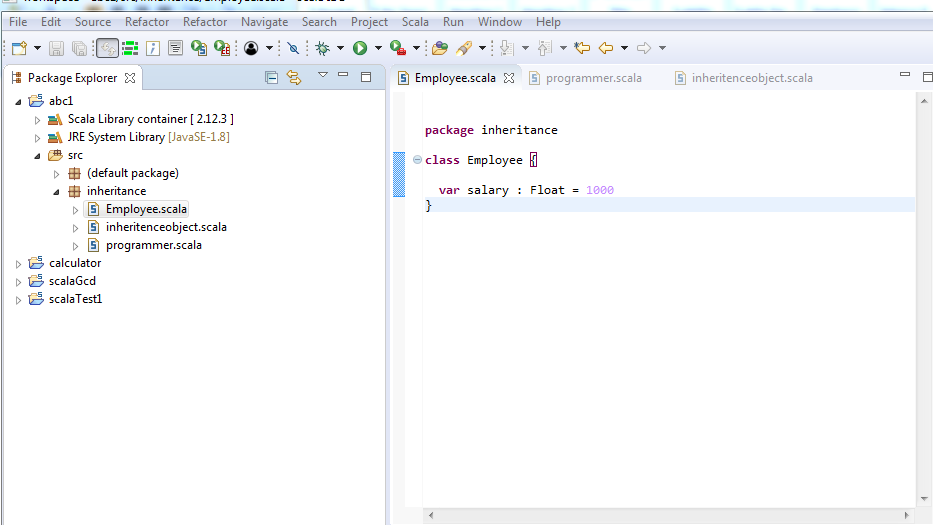 File Edit Source Refactor Refactor Navigate Search Project Scala Run Window Help
Package Explorer
abc1
Scala Library container [ 2.12.3 ]
JRE System Library [JavaSE-1.8]
src
(default package)
inheritance
Employee.scala
inheritenceobject.scala
programmer.scala
calculator
scalaGcd
scalaTest1
Employee.scala programmer.scala inheritenceobject.scala
package inheritance
class Employee {
var salary : Float = 1000
}